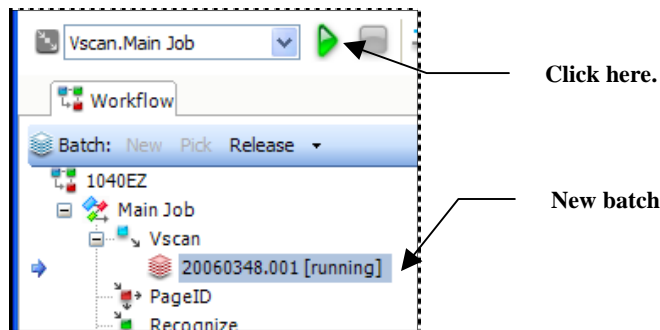 Vscan.Main Job
Click here.
Workflow
Batch: New Pick Release
1040EZ
Main Job
New batch
Vscan
20060348.001 [running]
PageID
Recognize